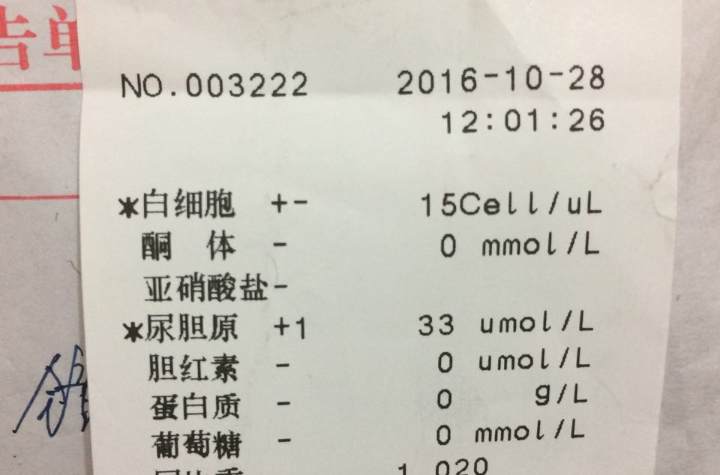 告单
NO.003222 2016-10-28
12:01:26
*白细胞 +- 15Cell/uL
酮 体 - 0 mmol/L
亚硝酸盐-
*尿胆原 +1 33 umol/L
胆红素 - 0 umol/L
蛋白质 - 0 g/L
葡萄糖 - 0 mmol/L
1.020